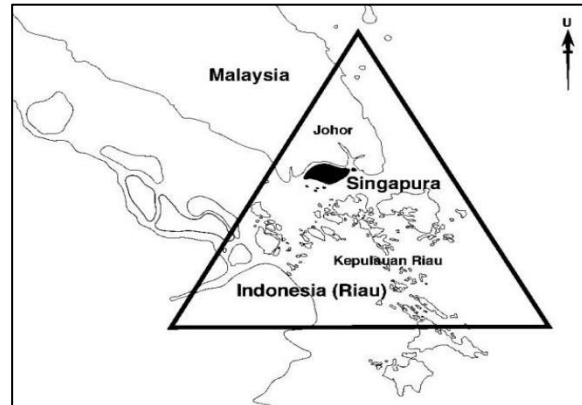 U
Malaysia
Johor
Singapura
Kepulauan Riau
Indonesia (Riau)